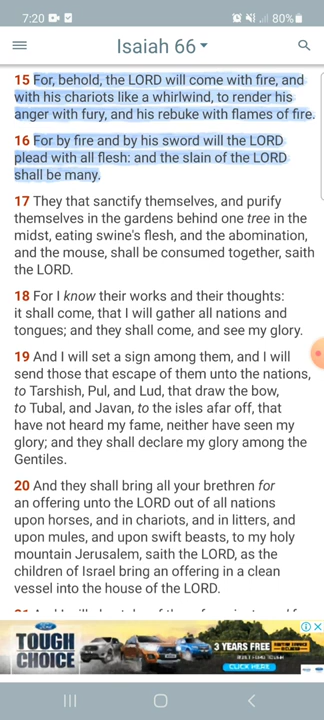 7:20 80%
Isaiah 66
15 For, behold, the LORD will come with fire, and
with his chariots like a whirlwind, to render his
anger with fury, and his rebuke with flames of fire.
16 For by fire and by his sword will the LORD
plead with all flesh: and the slain of the LORD
shall be many.
17 They that sanctify themselves, and purify
themselves in the gardens behind one tree in the
midst, eating swine's flesh, and the abomination,
and the mouse, shall be consumed together, saith
the LORD.
18 For I know their works and their thoughts:
it shall come, that I will gather all nations and
tongues; and they shall come, and see my glory.
19 And I will set a sign among them, and I will
send those that escape of them unto the nations,
to Tarshish, Pul, and Lud, that draw the bow,
to Tubal, and Javan, to the isles afar off, that
have not heard my fame, neither have seen my
glory; and they shall declare my glory among the
Gentiles.
20 And they shall bring all your brethren for
an offering unto the LORD out of all nations
upon horses, and in chariots, and in litters, and
upon mules, and upon swift beasts, to my holy
mountain Jerusalem, saith the LORD, as the
children of Israel bring an offering in a clean
vessel into the house of the LORD.
Ford
TOUGH
CHOICE
3 YEARS FREE
CLICK HERE